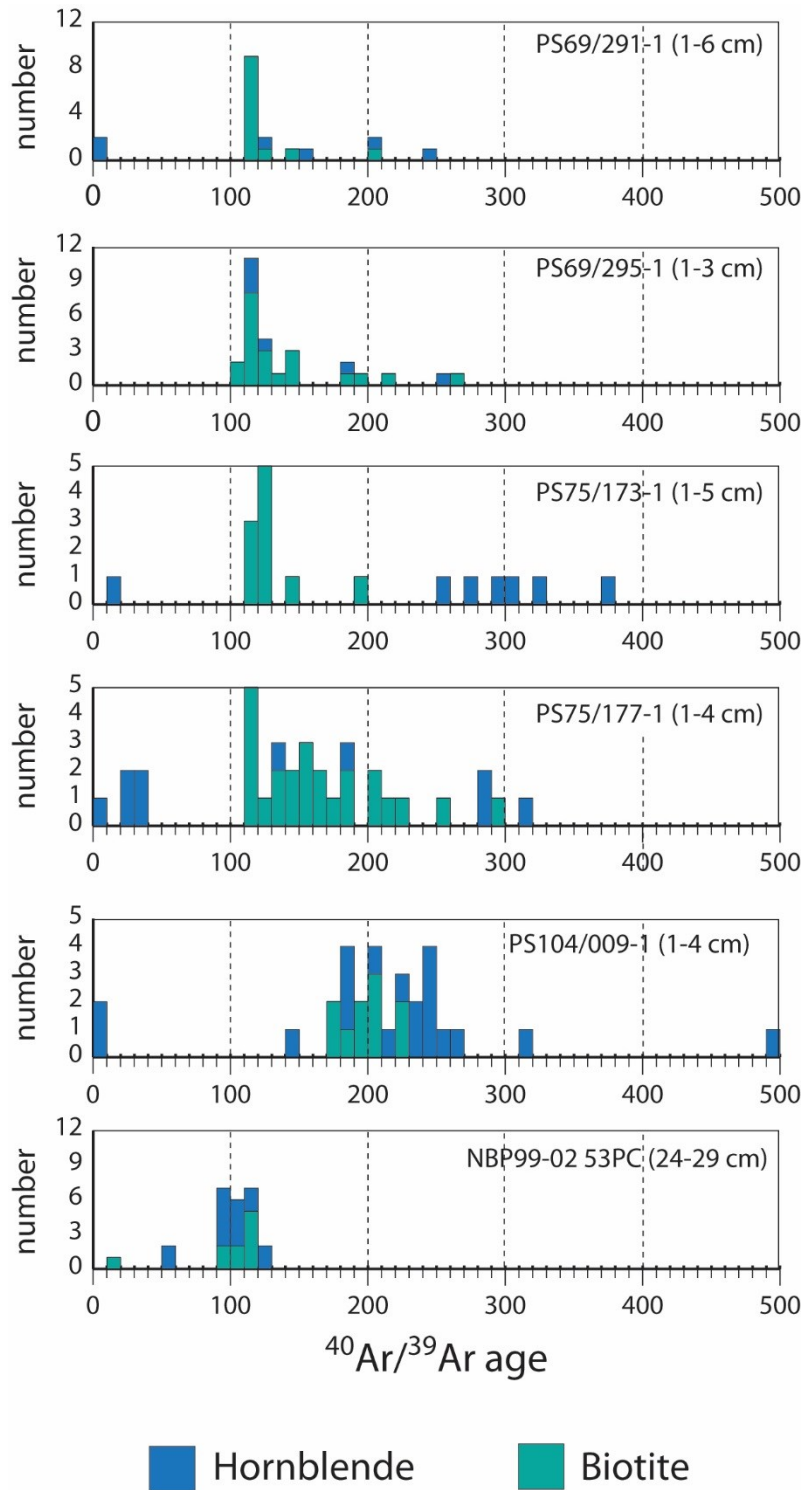 12
PS69/291-1 (1-6 cm)
8
4
0
number
0 100 200 300 400 500
12
PS69/295-1 (1-3 cm)
9
6
3
0
number
0 100 200 300 400 500
5
PS75/173-1 (1-5 cm)
4
3
2
1
0
number
0 100 200 300 400 500
5
PS75/177-1 (1-4 cm)
4
3
2
1
0
number
0 100 200 300 400 500
5
PS104/009-1 (1-4 cm)
4
3
2
1
0
number
0 100 200 300 400 500
12
NBP99-02 53PC (24-29 cm)
9
6
3
0
number
0 100 200 300 400 500
⁴⁰Ar/³⁹Ar age
Hornblende Biotite